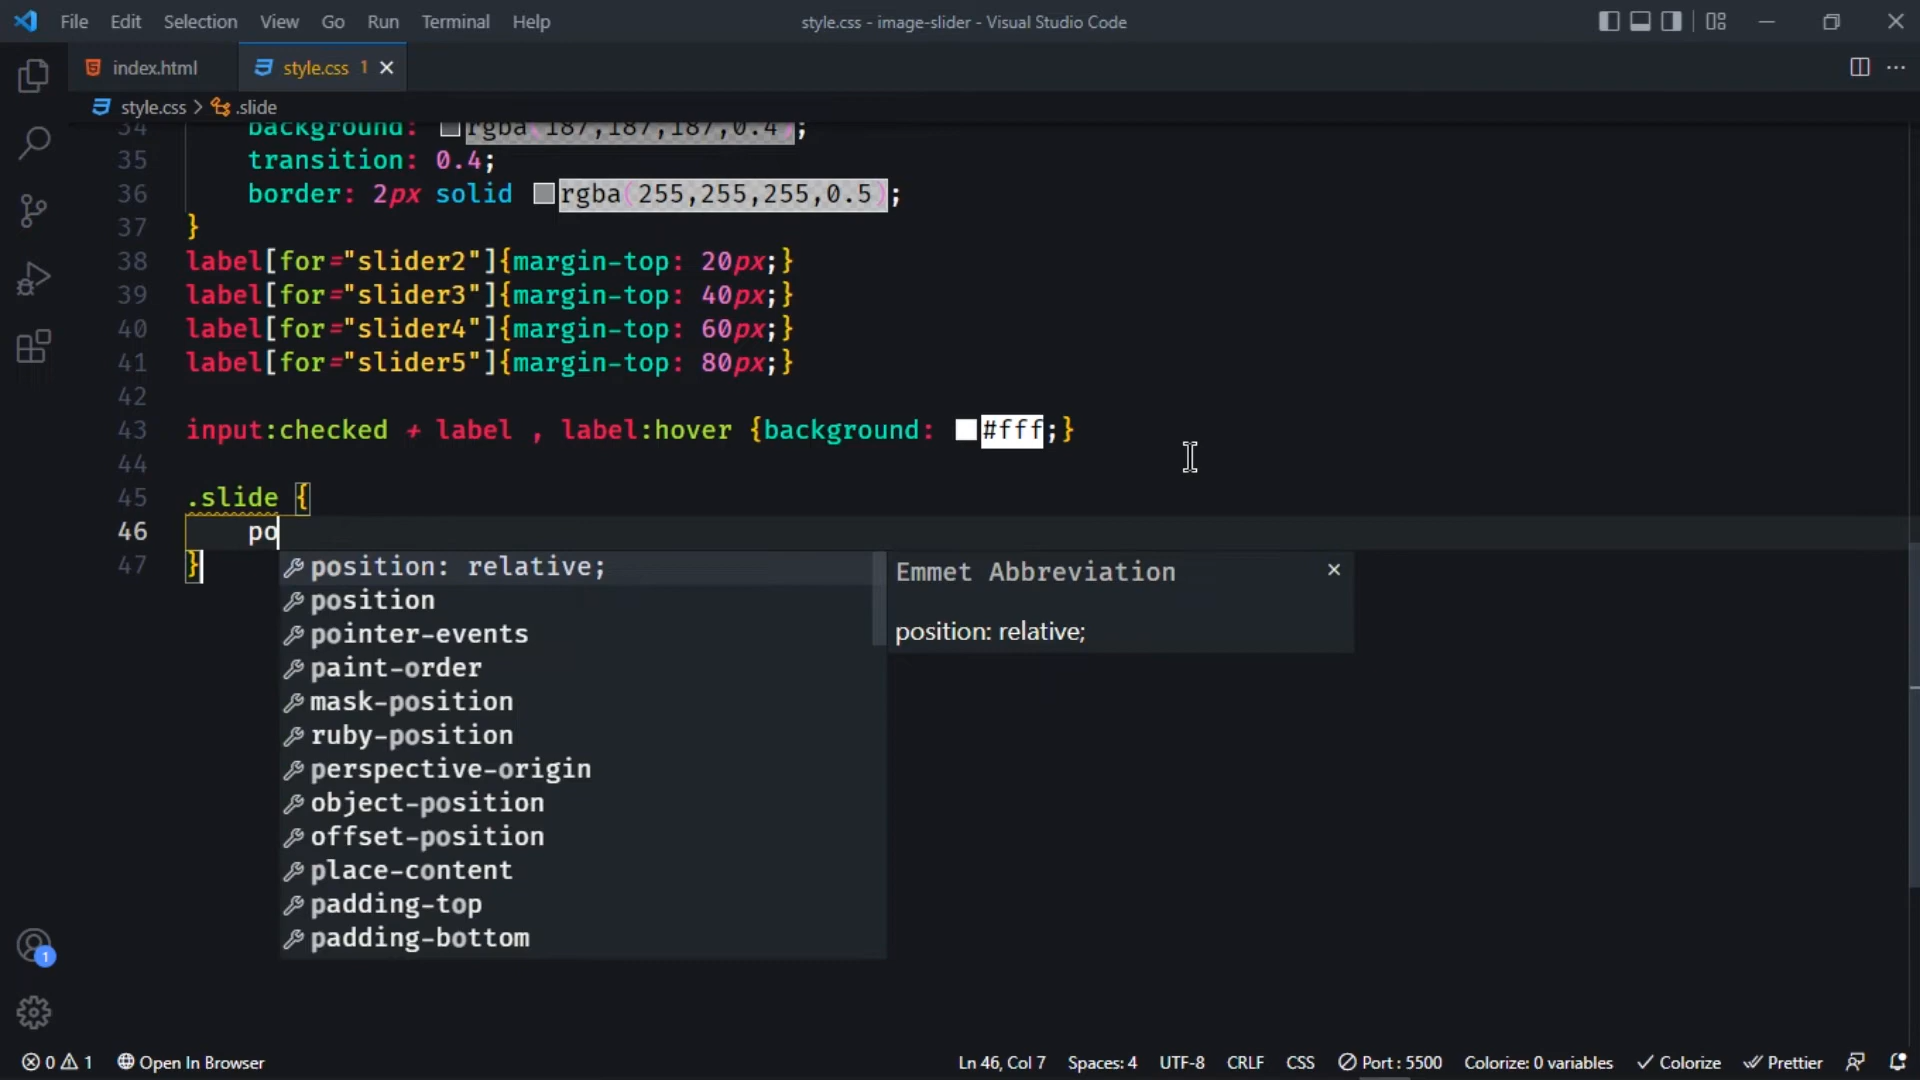 File Edit Selection View Go Run Terminal Help
style.css - image-slider - Visual Studio Code
index.html
style.css 1
style.css > .slide
34 background: rgba(187,187,187,0.4);
35 transition: 0.4;
36 border: 2px solid rgba(255,255,255,0.5);
37 }
38 label[for="slider2"]{margin-top: 20px;}
39 label[for="slider3"]{margin-top: 40px;}
40 label[for="slider4"]{margin-top: 60px;}
41 label[for="slider5"]{margin-top: 80px;}
42
43 input:checked + label , label:hover {background: #fff;}
44
45 .slide {
46 po
47 }
position: relative;
position
pointer-events
paint-order
mask-position
ruby-position
perspective-origin
object-position
offset-position
place-content
padding-top
padding-bottom
Emmet Abbreviation
position: relative;
1
0 1 Open In Browser
Ln 46, Col 7 Spaces: 4 UTF-8 CRLF CSS Port : 5500 Colorize: 0 variables Colorize Prettier